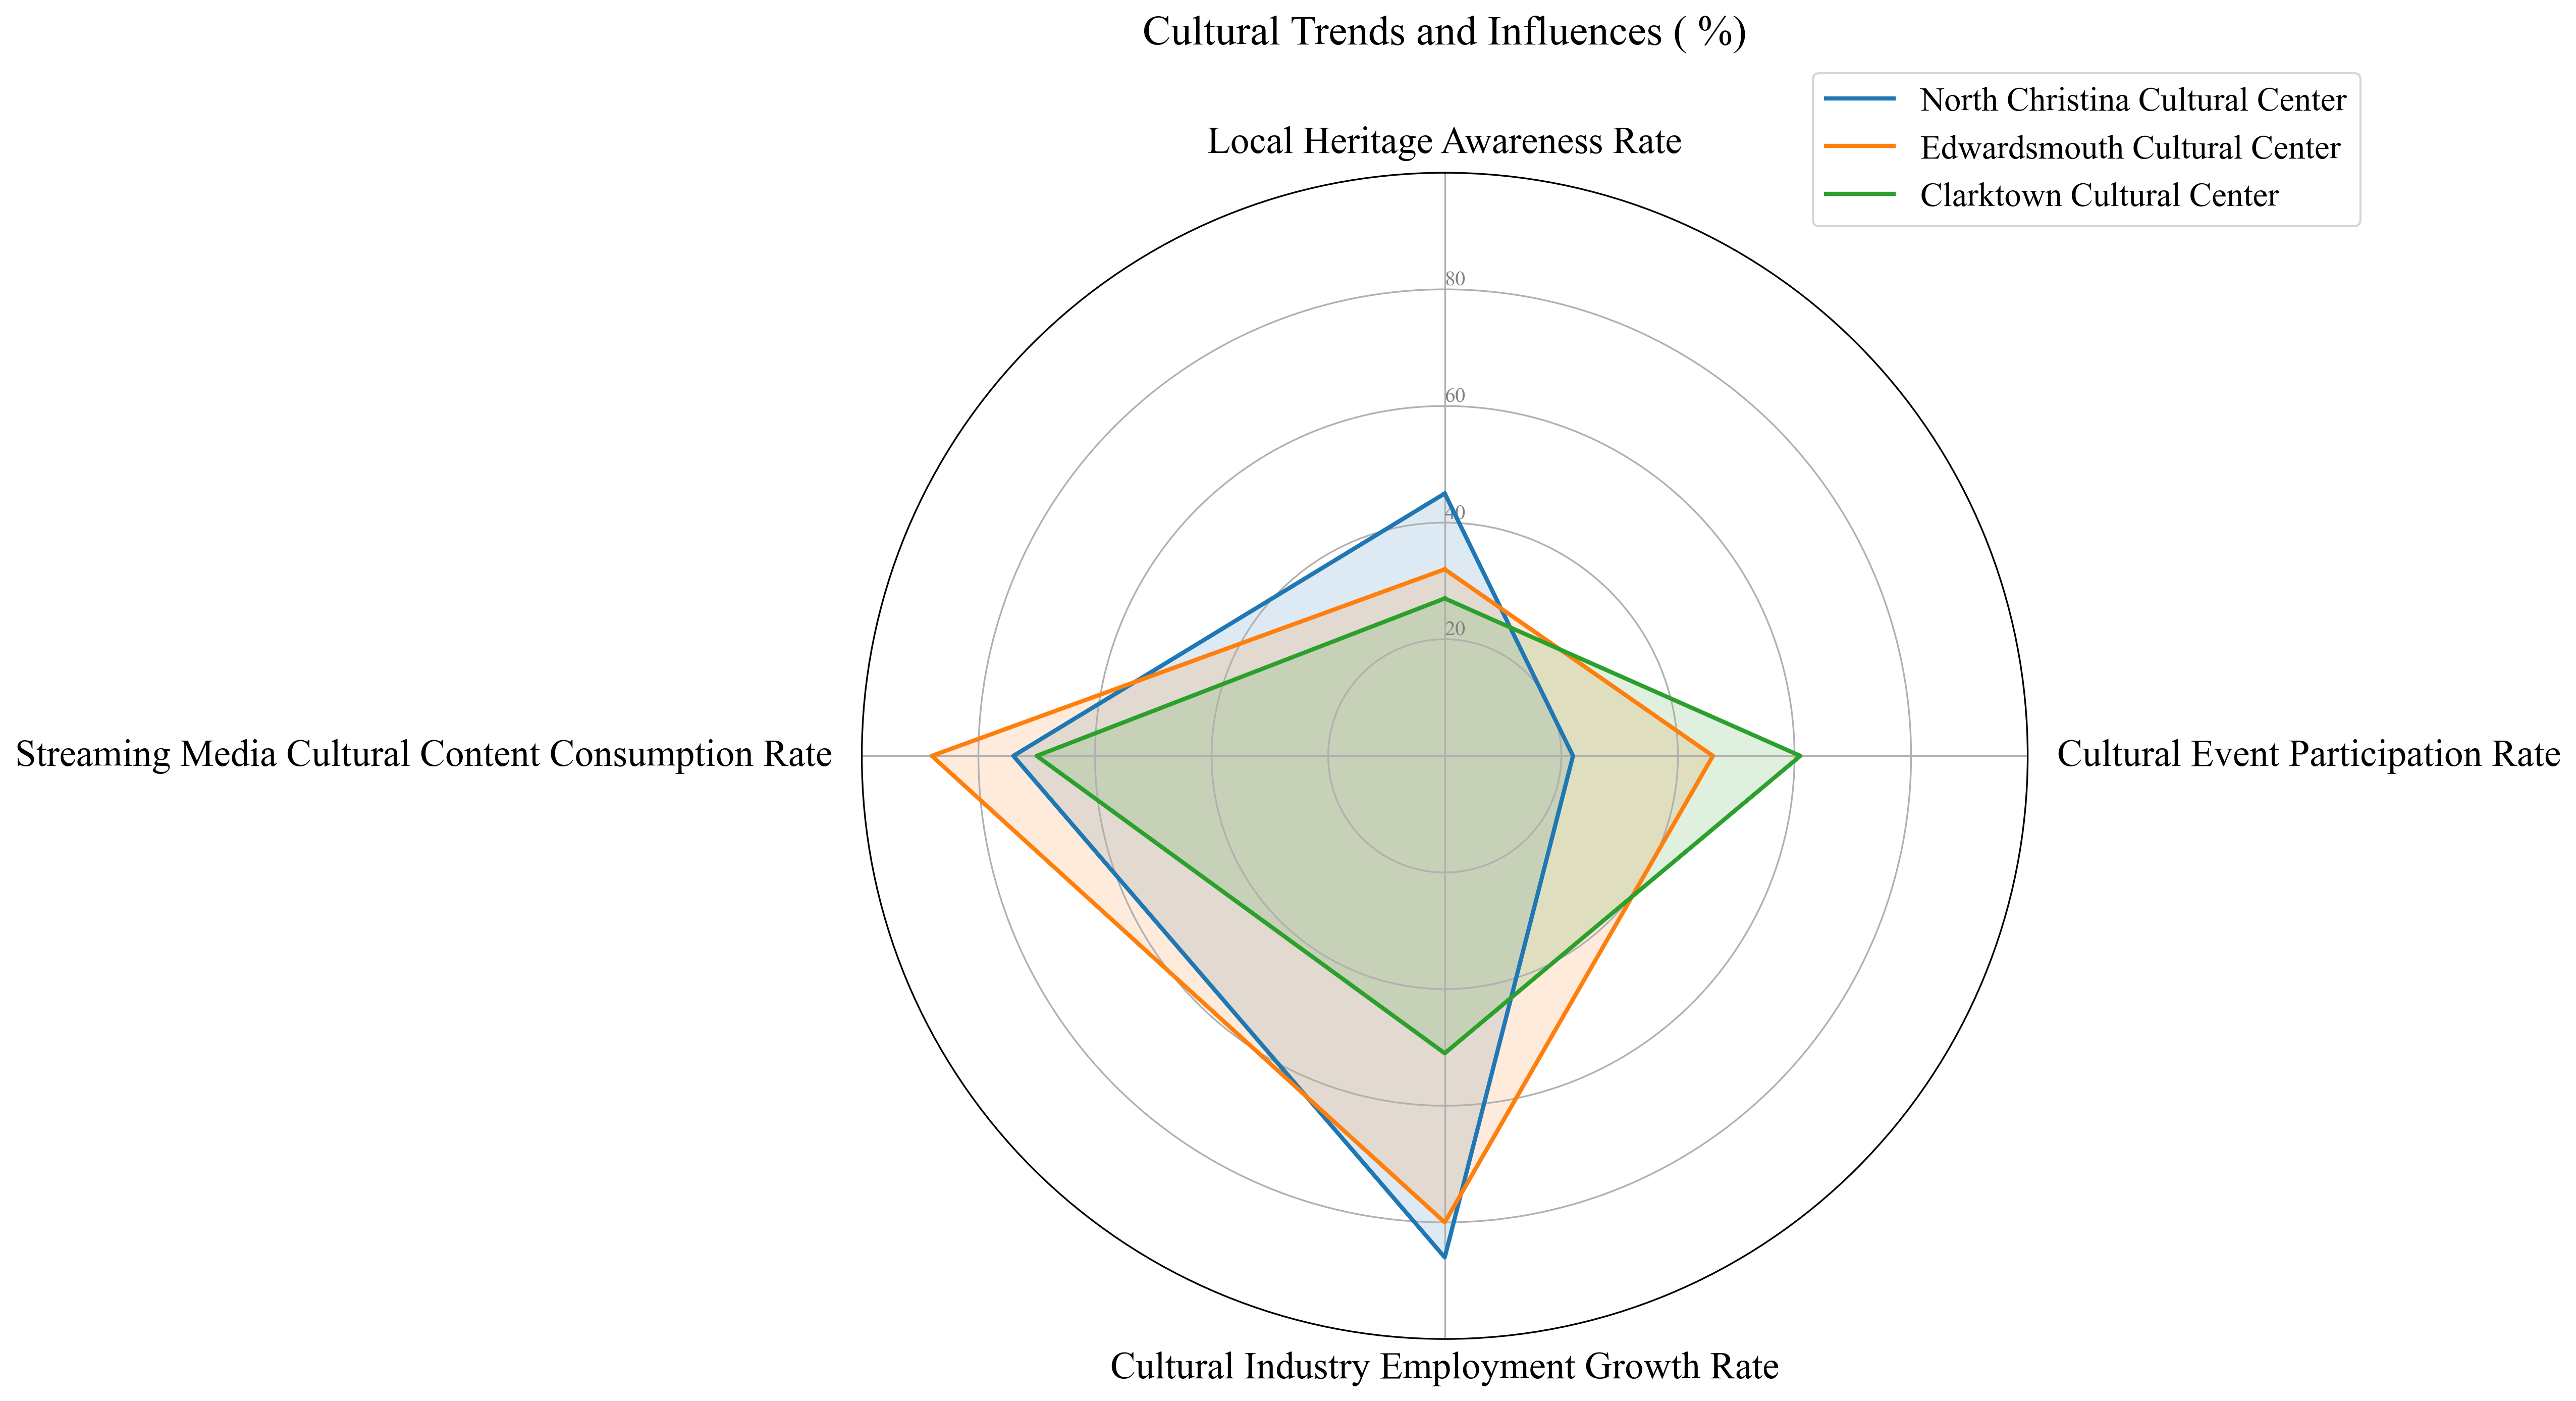 Cultural Trends and Influences ( %)
North Christina Cultural Center
Edwardsmouth Cultural Center
Clarktown Cultural Center
Local Heritage Awareness Rate
80
60
40
20
Streaming Media Cultural Content Consumption Rate
Cultural Event Participation Rate
Cultural Industry Employment Growth Rate